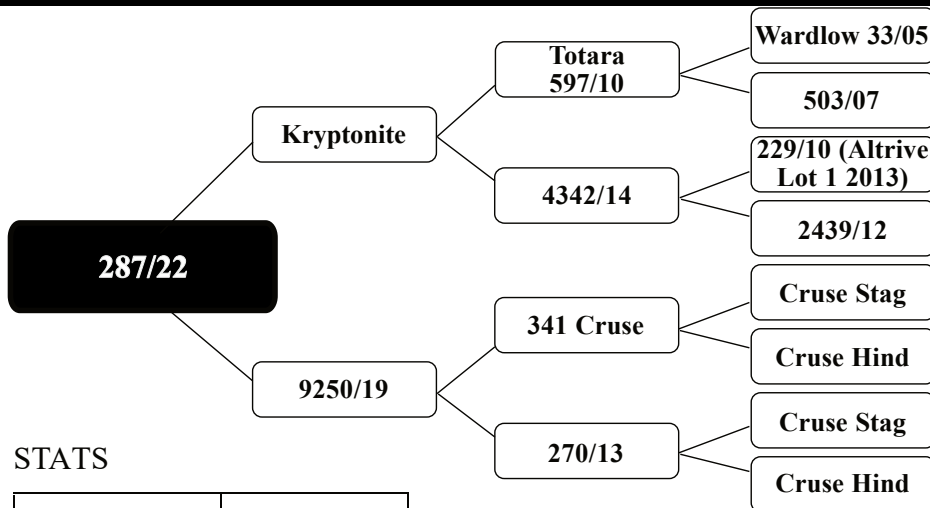 Wardlow 33/05
Totara
597/10
503/07
Kryptonite
229/10 (Altrive
Lot 1 2013)
4342/14
2439/12
287/22
Cruse Stag
341 Cruse
Cruse Hind
9250/19
Cruse Stag
270/13
Cruse Hind
STATS